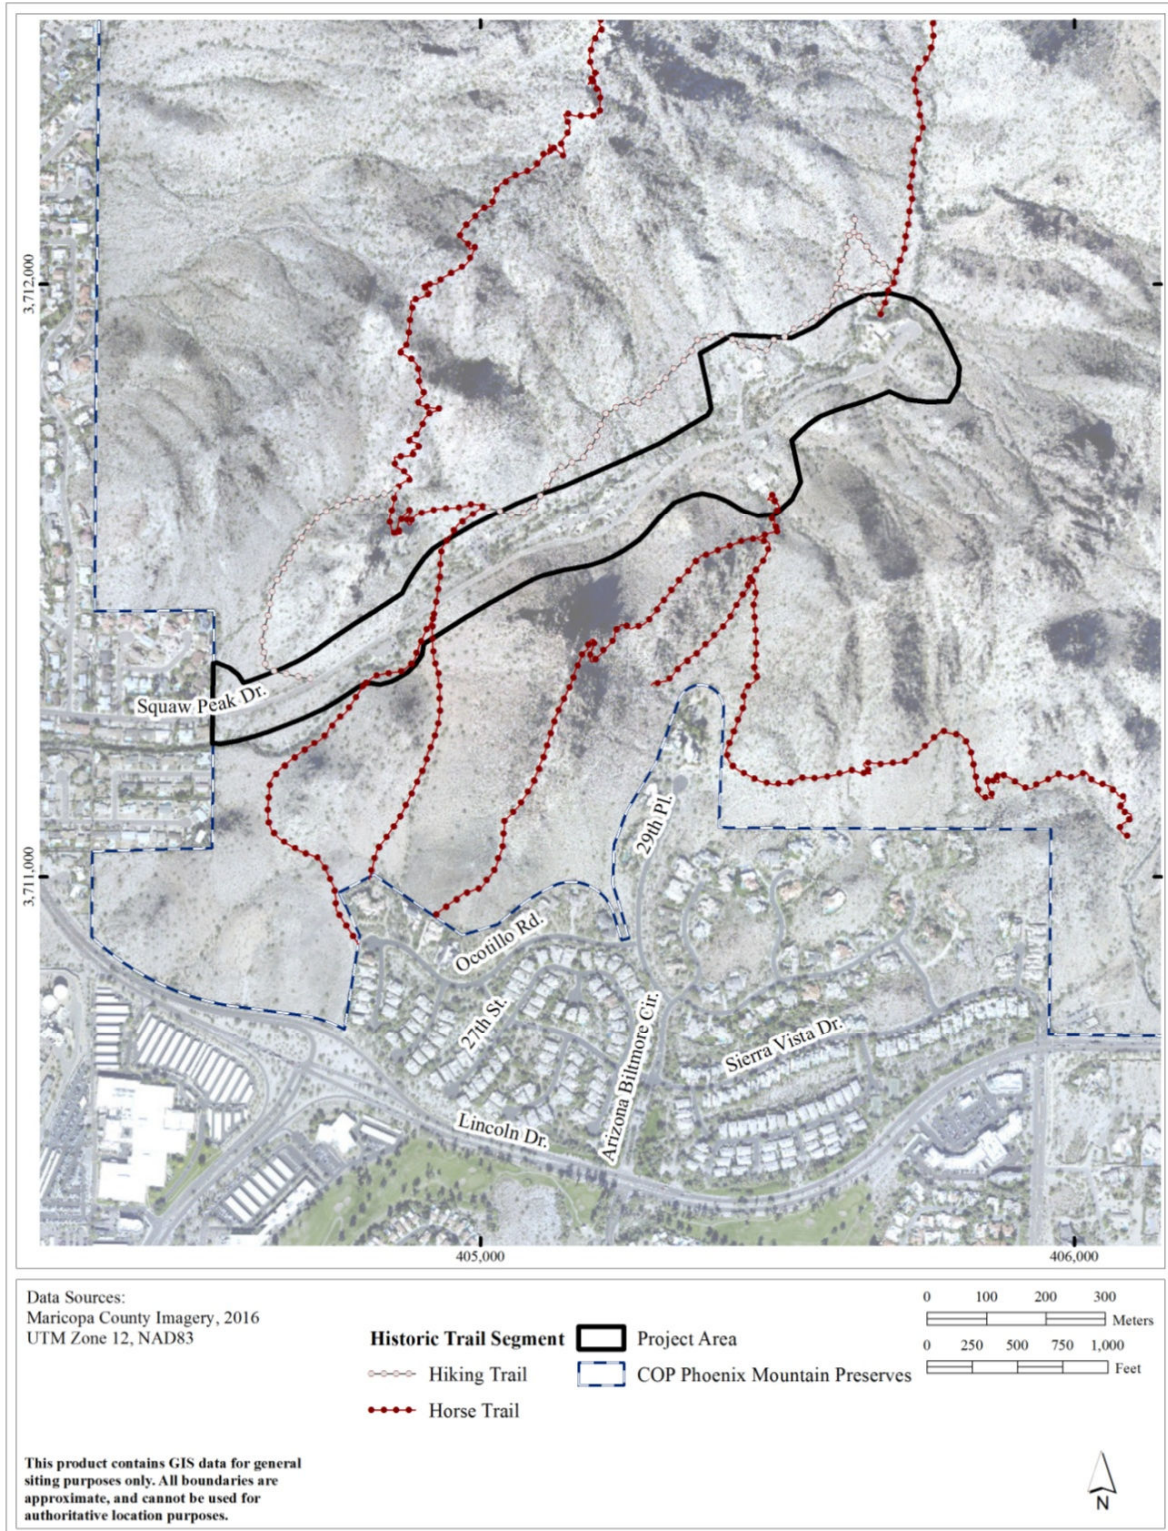 3,712,000
Squaw Peak Dr.
29th Pl.
3,711,000
Ocotillo Rd.
27th St.
Arizona Biltmore Cir.
Sierra Vista Dr.
Lincoln Dr.
405,000
406,000
Data Sources:
Maricopa County Imagery, 2016
UTM Zone 12, NAD83
Historic Trail Segment
Hiking Trail
Horse Trail
Project Area
COP Phoenix Mountain Preserves
0 100 200 300
Meters
0 250 500 750 1,000
Feet
This product contains GIS data for general
siting purposes only. All boundaries are
approximate, and cannot be used for
authoritative location purposes.
N